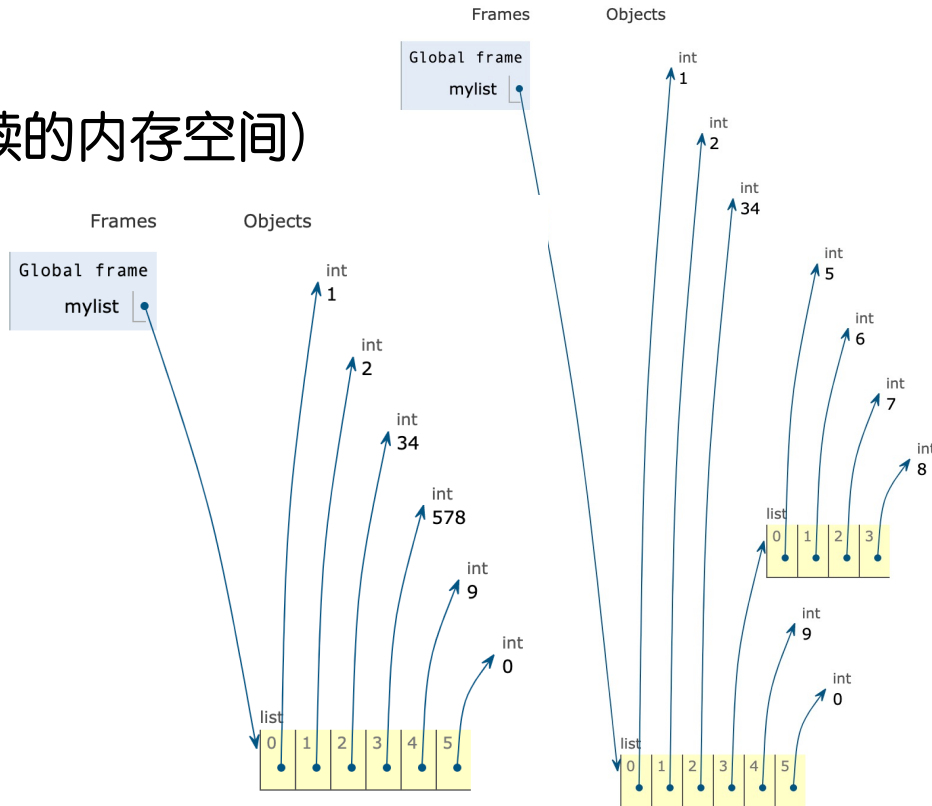 续的内存空间)
Frames Objects
Global frame
mylist
int
1
int
2
int
34
int
578
int
9
int
0
list
0 1 2 3 4 5
Frames Objects
Global frame
mylist
int
1
int
2
int
34
int
5
int
6
int
7
int
8
list
0 1 2 3
int
9
int
0
list
0 1 2 3 4 5